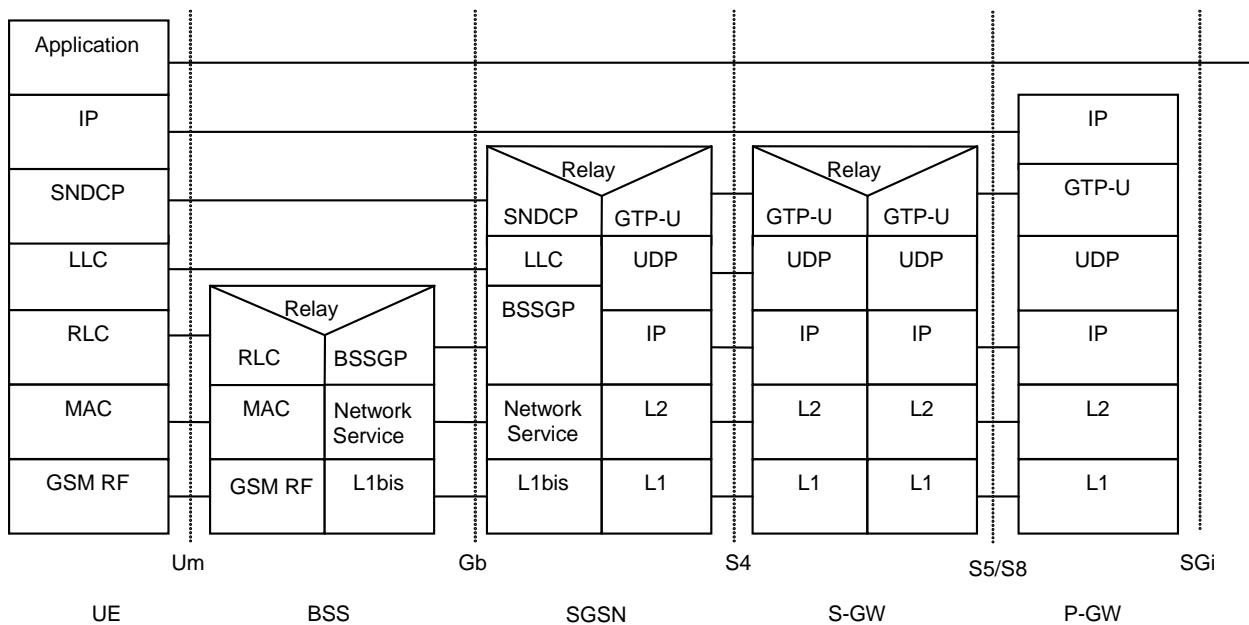 Application
IP
IP
Relay
Relay
SNDCP
GTP-U
SNDCP
GTP-U
GTP-U
GTP-U
LLC
LLC
UDP
UDP
UDP
UDP
Relay
BSSGP
RLC
IP
IP
IP
IP
RLC
BSSGP
MAC
MAC
Network
Service
Network
Service
L2
L2
L2
L2
GSM RF
GSM RF
L1bis
L1bis
L1
L1
L1
L1
Um
Gb
S4
S5/S8
SGi
UE
BSS
SGSN
S-GW
P-GW